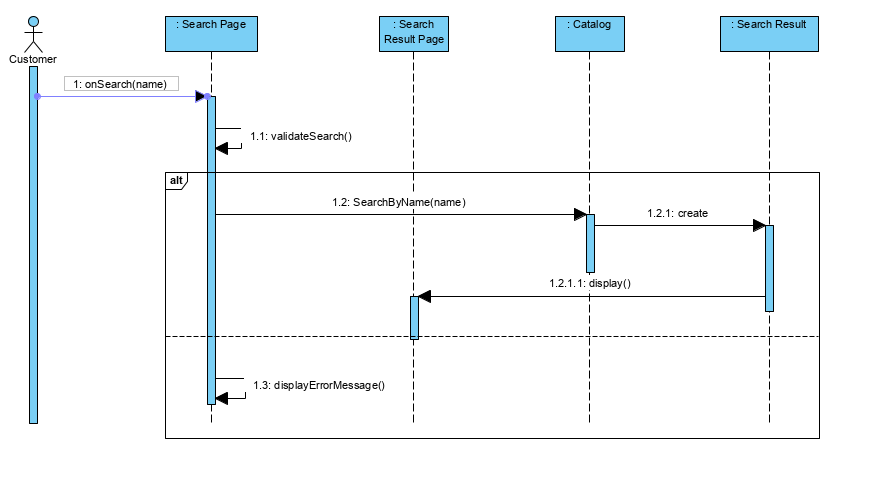 : Search Page
: Search
Result Page
: Catalog
: Search Result
Customer
1: onSearch(name)
1.1: validateSearch()
alt
1.2: SearchByName(name)
1.2.1: create
1.2.1.1: display()
1.3: displayErrorMessage()